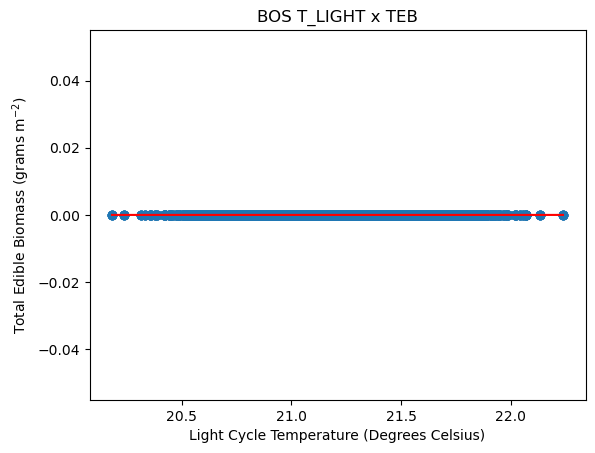 BOS T_LIGHT x TEB
Total Edible Biomass (grams m⁻²)
0.04
0.02
0.00
−0.02
−0.04
20.5 21.0 21.5 22.0
Light Cycle Temperature (Degrees Celsius)